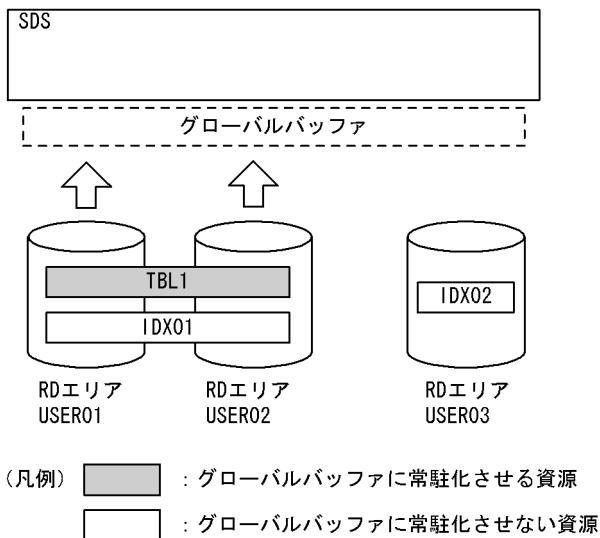 SDS
グローバルバッファ
TBL1
IDX01
IDX02
RDエリア
USER01
RDエリア
USER02
RDエリア
USER03
(凡例)
：グローバルバッファに常駐化させる資源
：グローバルバッファに常駐化させない資源